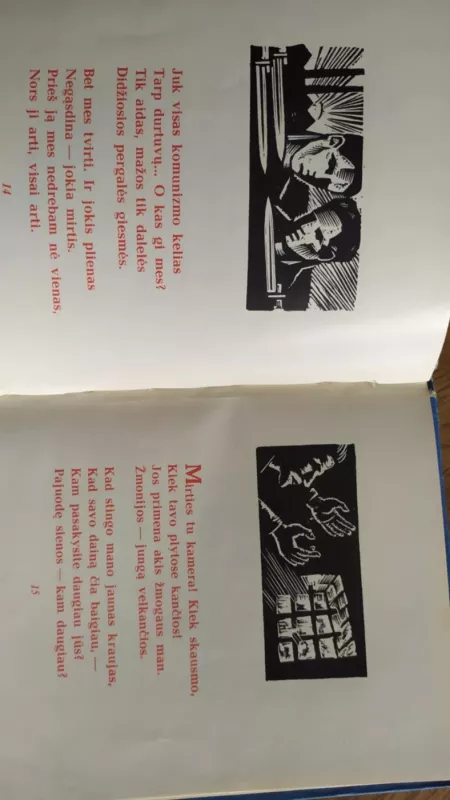 Juk visas komunizmo kelias
Tarp durtuvų... O kas gi mes?
Tik aidas, mažos tik dalelės
Didžiosios pergalės giesmės.
Bet mes tvirti. Ir jokis plienas
Negąsdina — jokia mirtis.
Prieš ją mes nedrebam nė vienas,
Nors ji arti, visai arti.
14
Mirties tu kamera! Kiek skausmo,
Kiek tavo plytose kančios!
Jos primena akis žmogaus man.
Žmonijos — jungą velkančios.
Kad stingo mano jaunas kraujas,
Kad savo dainą čia baigiau, —
Kam pasakysite daugiau jūs?
Pajuodę sienos — kam daugiau?
15